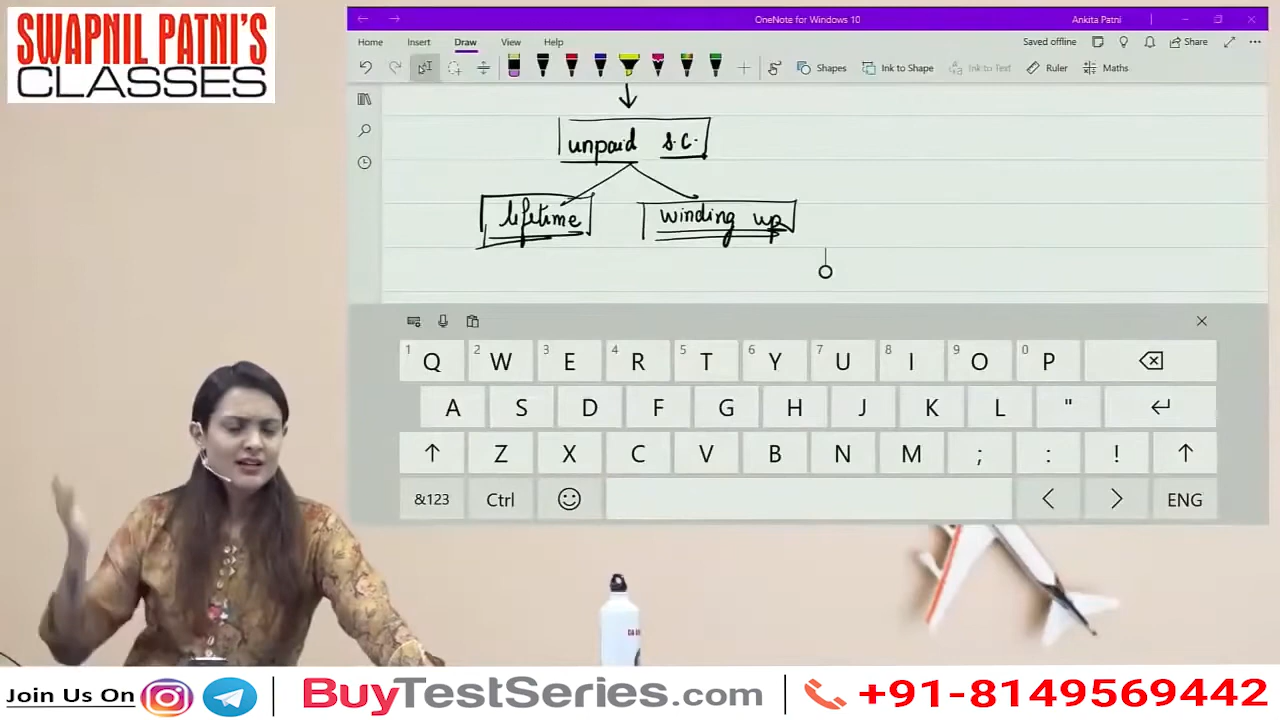 SWAPNIL PATNI'S
CLASSES
OneNote for Windows 10
Ankita Patni
Home Insert Draw View Help
Saved offline
Share
Shapes
Ink to Shape
Ink to Text
Ruler
Maths
unpaid s.c.
lifetime
winding up
1 Q 2 W 3 E 4 R 5 T 6 Y 7 U 8 I 9 O 0 P
A S D F G H J K L "
Z X C V B N M ; : !
&123 Ctrl ENG
Join Us On
BuyTestSeries.com
+91-8149569442